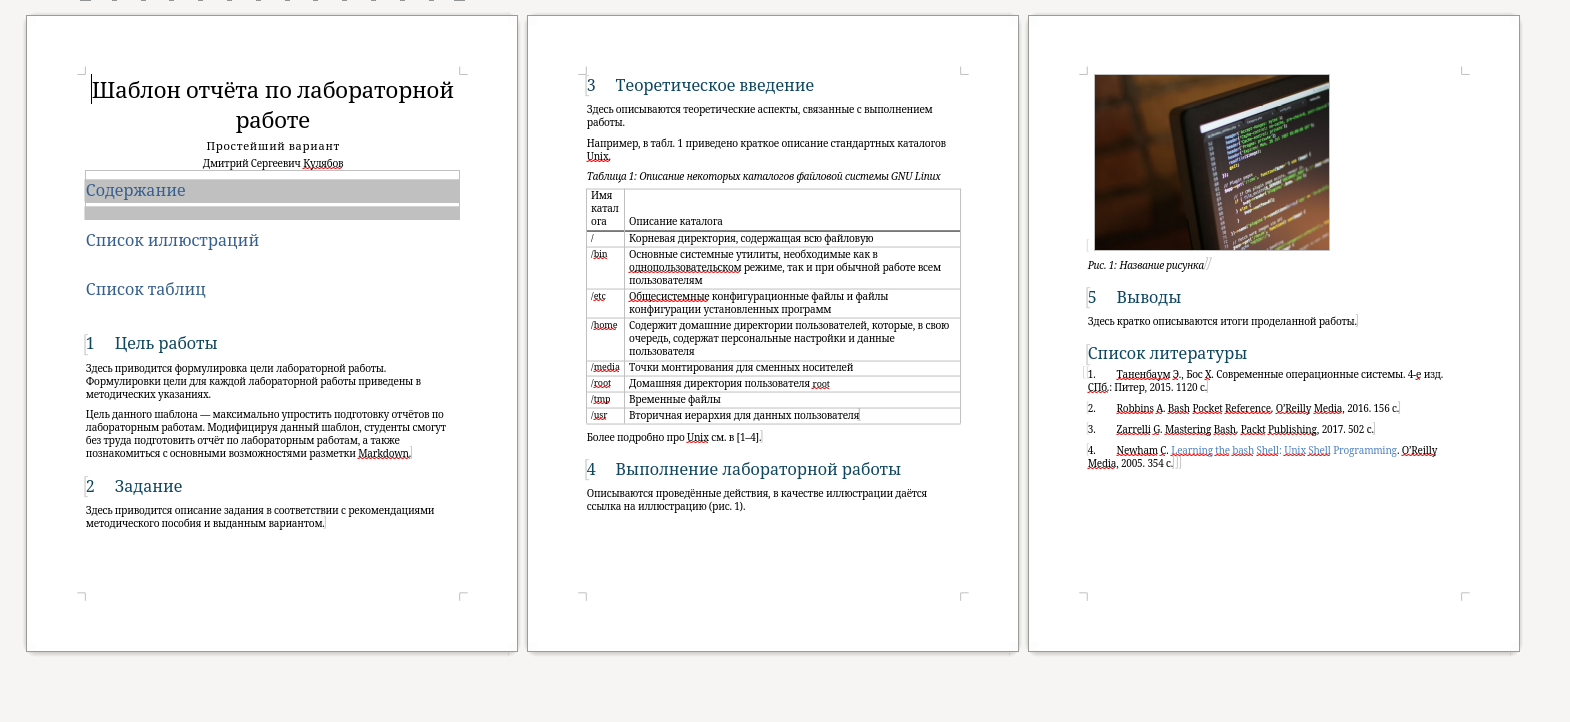 Шаблон отчёта по лабораторной
работе
Простейший вариант
Дмитрий Сергеевич Кулябов
Содержание
Список иллюстраций
Список таблиц
1 Цель работы
Здесь приводится формулировка цели лабораторной работы.
Формулировки цели для каждой лабораторной работы приведены в
методических указаниях.
Цель данного шаблона — максимально упростить подготовку отчётов по
лабораторным работам. Модифицируя данный шаблон, студенты смогут
без труда подготовить отчёт по лабораторным работам, а также
познакомиться с основными возможностями разметки Markdown.
2 Задание
Здесь приводится описание задания в соответствии с рекомендациями
методического пособия и выданным вариантом.
3 Теоретическое введение
Здесь описываются теоретические аспекты, связанные с выполнением
работы.
Например, в табл. 1 приведено краткое описание стандартных каталогов
Unix.
Таблица 1: Описание некоторых каталогов файловой системы GNU Linux
Имя
катал
ога Описание каталога
/ Корневая директория, содержащая всю файловую
/bin Основные системные утилиты, необходимые как в
однопользовательском режиме, так и при обычной работе всем
пользователям
/etc Общесистемные конфигурационные файлы и файлы
конфигурации установленных программ
/home Содержит домашние директории пользователей, которые, в свою
очередь, содержат персональные настройки и данные
пользователя
/media Точки монтирования для сменных носителей
/root Домашняя директория пользователя root
/tmp Временные файлы
/usr Вторичная иерархия для данных пользователя
Более подробно про Unix см. в [1–4].
4 Выполнение лабораторной работы
Описываются проведённые действия, в качестве иллюстрации даётся
ссылка на иллюстрацию (рис. 1).
Рис. 1: Название рисунка
5 Выводы
Здесь кратко описываются итоги проделанной работы.
Список литературы
1. Таненбаум Э., Бос Х. Современные операционные системы. 4-е изд.
СПб.: Питер, 2015. 1120 с.
2. Robbins A. Bash Pocket Reference. O’Reilly Media, 2016. 156 с.
3. Zarrelli G. Mastering Bash. Packt Publishing, 2017. 502 с.
4. Newham C. Learning the bash Shell: Unix Shell Programming. O’Reilly
Media, 2005. 354 с.